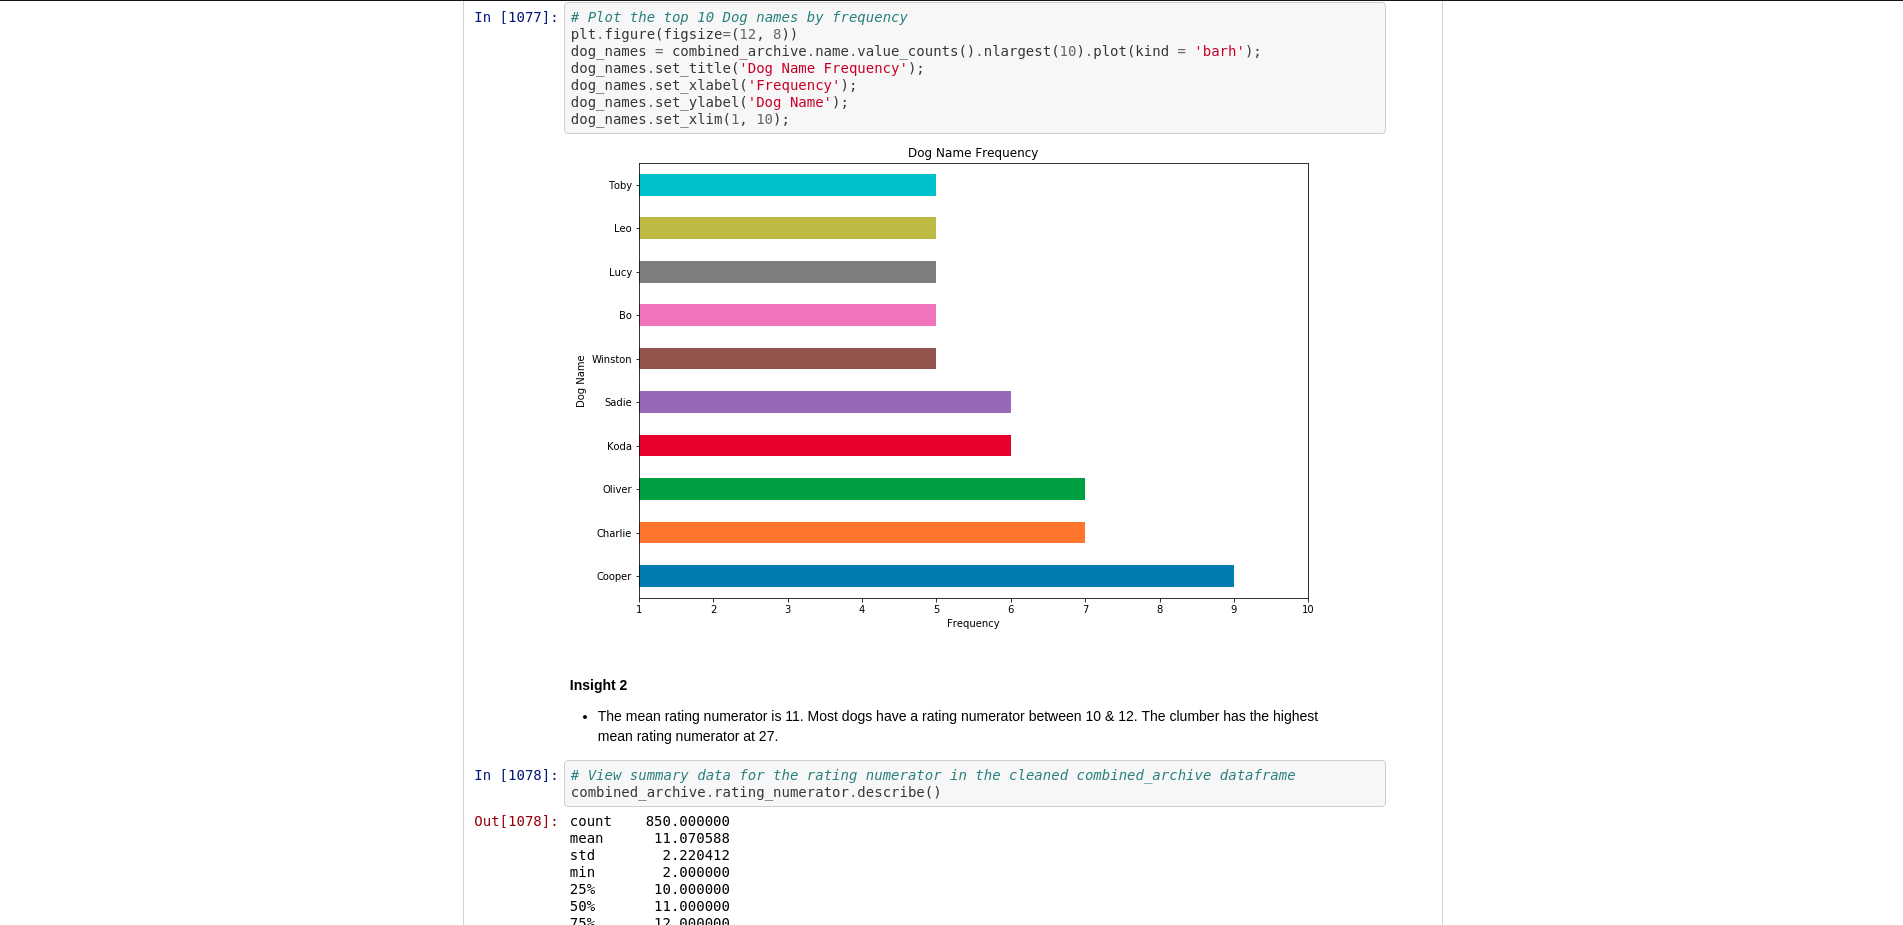 In [1077]: # Plot the top 10 Dog names by frequency
plt.figure(figsize=(12, 8))
dog_names = combined_archive.name.value_counts().nlargest(10).plot(kind = 'barh');
dog_names.set_title('Dog Name Frequency');
dog_names.set_xlabel('Frequency');
dog_names.set_ylabel('Dog Name');
dog_names.set_xlim(1, 10);
Dog Name Frequency
Toby
Leo
Lucy
Bo
Winston
Sadie
Koda
Oliver
Charlie
Cooper
Dog Name
1 2 3 4 5 6 7 8 9 10
Frequency
Insight 2
• The mean rating numerator is 11. Most dogs have a rating numerator between 10 & 12. The clumber has the highest
mean rating numerator at 27.
In [1078]: # View summary data for the rating numerator in the cleaned combined_archive dataframe
combined_archive.rating_numerator.describe()
Out[1078]: count 850.000000
mean 11.070588
std 2.220412
min 2.000000
25% 10.000000
50% 11.000000
75% 12.000000